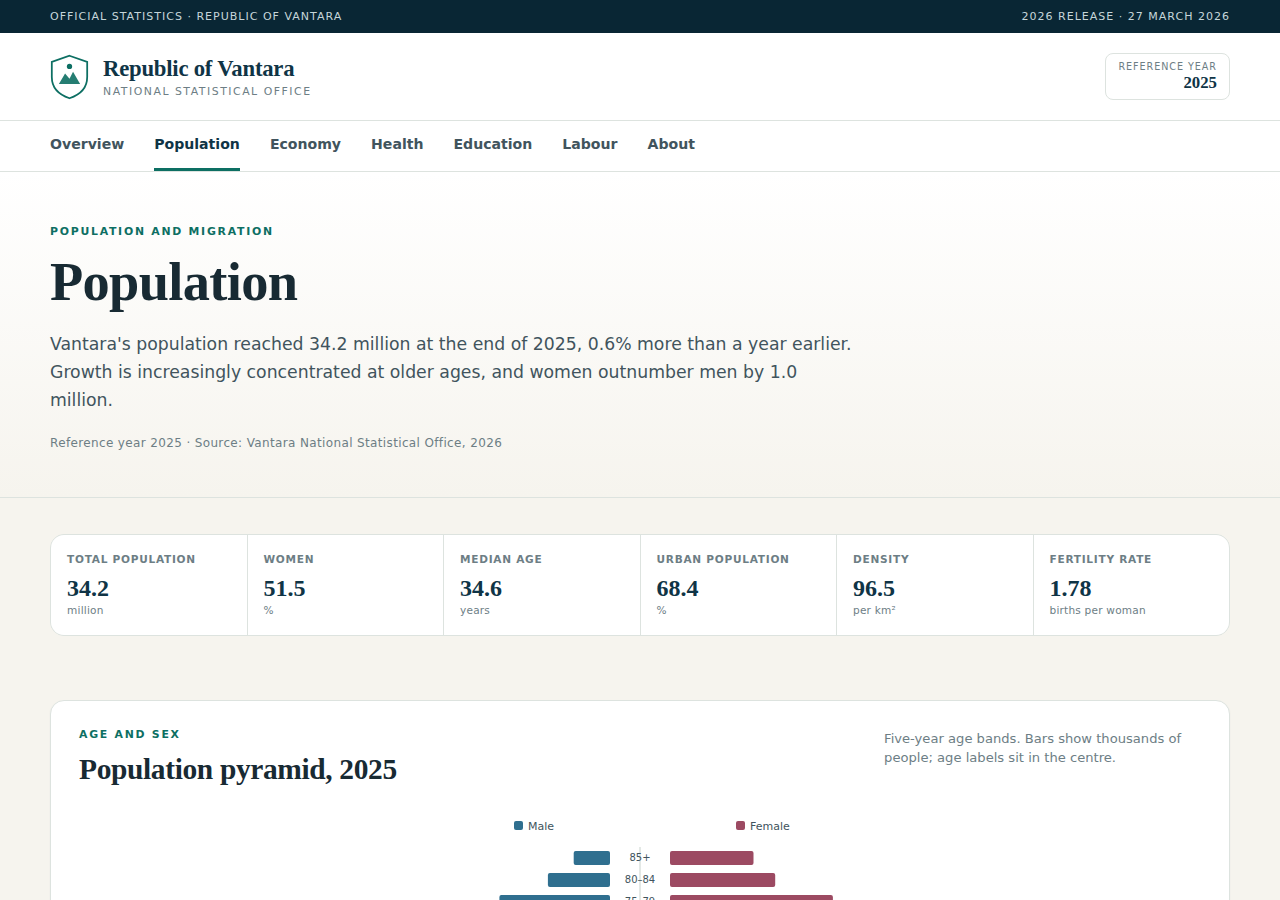 OFFICIAL STATISTICS · REPUBLIC OF VANTARA
2026 RELEASE · 27 MARCH 2026
Republic of Vantara
NATIONAL STATISTICAL OFFICE
REFERENCE YEAR
2025
Overview Population Economy Health Education Labour About
POPULATION AND MIGRATION
Population
Vantara's population reached 34.2 million at the end of 2025, 0.6% more than a year earlier.
Growth is increasingly concentrated at older ages, and women outnumber men by 1.0
million.
Reference year 2025 · Source: Vantara National Statistical Office, 2026
TOTAL POPULATION
34.2
million
WOMEN
51.5
%
MEDIAN AGE
34.6
years
URBAN POPULATION
68.4
%
DENSITY
96.5
per km²
FERTILITY RATE
1.78
births per woman
AGE AND SEX
Population pyramid, 2025
Five-year age bands. Bars show thousands of
people; age labels sit in the centre.
Male
Female
85+
80–84